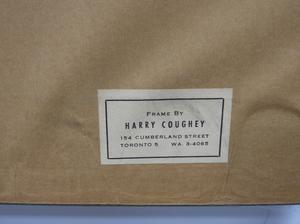 FRAME BY
HARRY COUGHEY
154 CUMBERLAND STREET
TORONTO 5 WA. 3-4065